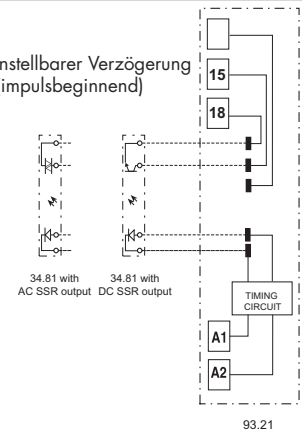 nstellbarer Verzögerung
impulsbeginnend)
15
18
34.81 with
AC SSR output
34.81 with
DC SSR output
TIMING
CIRCUIT
A1
A2
93.21